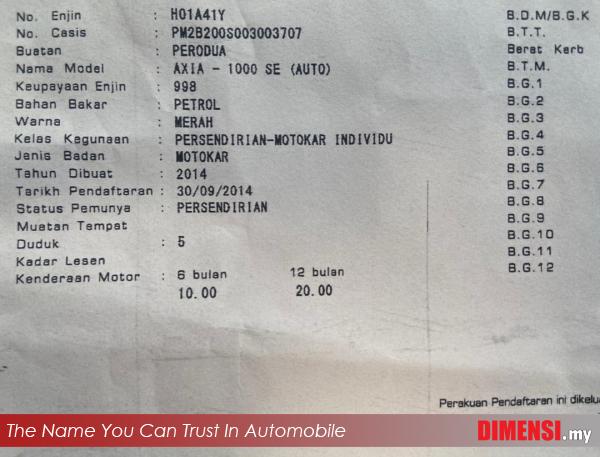 No. Enjin : H01A41Y
No. Casis : PM2B200S003003707
Buatan : PERODUA
Nama Model : AXIA - 1000 SE (AUTO)
Keupayaan Enjin : 998
Bahan Bakar : PETROL
Warna : MERAH
Kelas Kegunaan : PERSENDIRIAN-MOTOKAR INDIVIDU
Jenis Badan : MOTOKAR
Tahun Dibuat : 2014
Tarikh Pendaftaran : 30/09/2014
Status Pemunya : PERSENDIRIAN
Muatan Tempat
Duduk : 5
Kadar Lesen
Kenderaan Motor : 6 bulan 12 bulan
10.00 20.00
B.D.M/B.G.K
B.T.T.
Berat Kerb
B.T.M.
B.G.1
B.G.2
B.G.3
B.G.4
B.G.5
B.G.6
B.G.7
B.G.8
B.G.9
B.G.10
B.G.11
B.G.12
Perakuan Pendaftaran ini dikelua
The Name You Can Trust In Automobile
DIMENSI.my